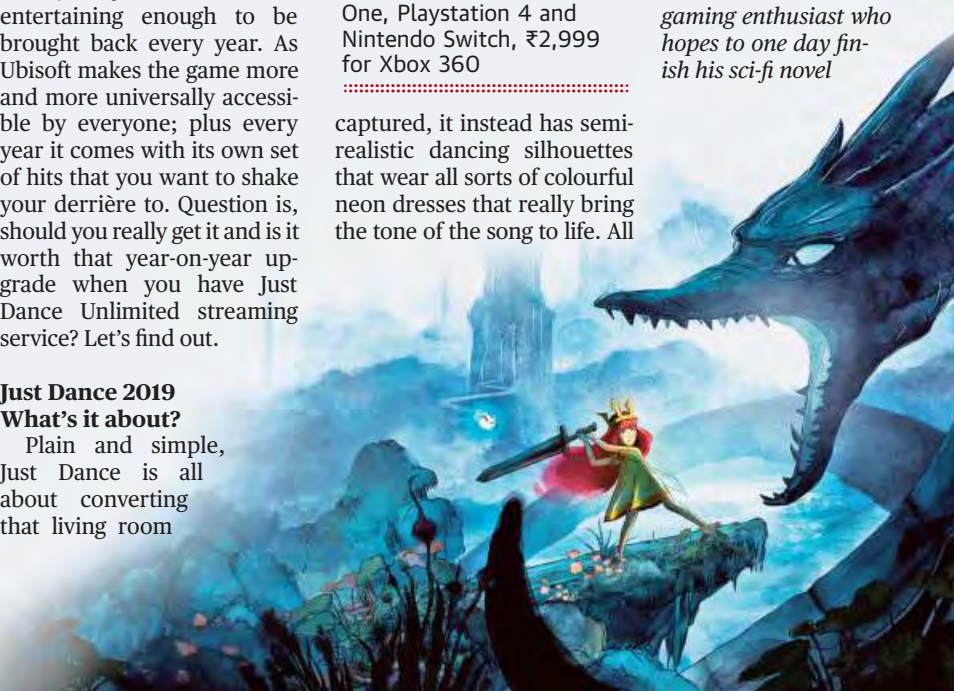 entertaining enough to be
brought back every year. As
Ubisoft makes the game more
and more universally accessi-
ble by everyone; plus every
year it comes with its own set
of hits that you want to shake
your derrière to. Question is,
should you really get it and is it
worth that year-on-year up-
grade when you have Just
Dance Unlimited streaming
service? Let's find out.
Just Dance 2019
What's it about?
Plain and simple,
Just Dance is all
about converting
that living room
One, Playstation 4 and
Nintendo Switch, ₹2,999
for Xbox 360
captured, it instead has semi-
realistic dancing silhouettes
that wear all sorts of colourful
neon dresses that really bring
the tone of the song to life. All
gaming enthusiast who
hopes to one day fin-
ish his sci-fi novel